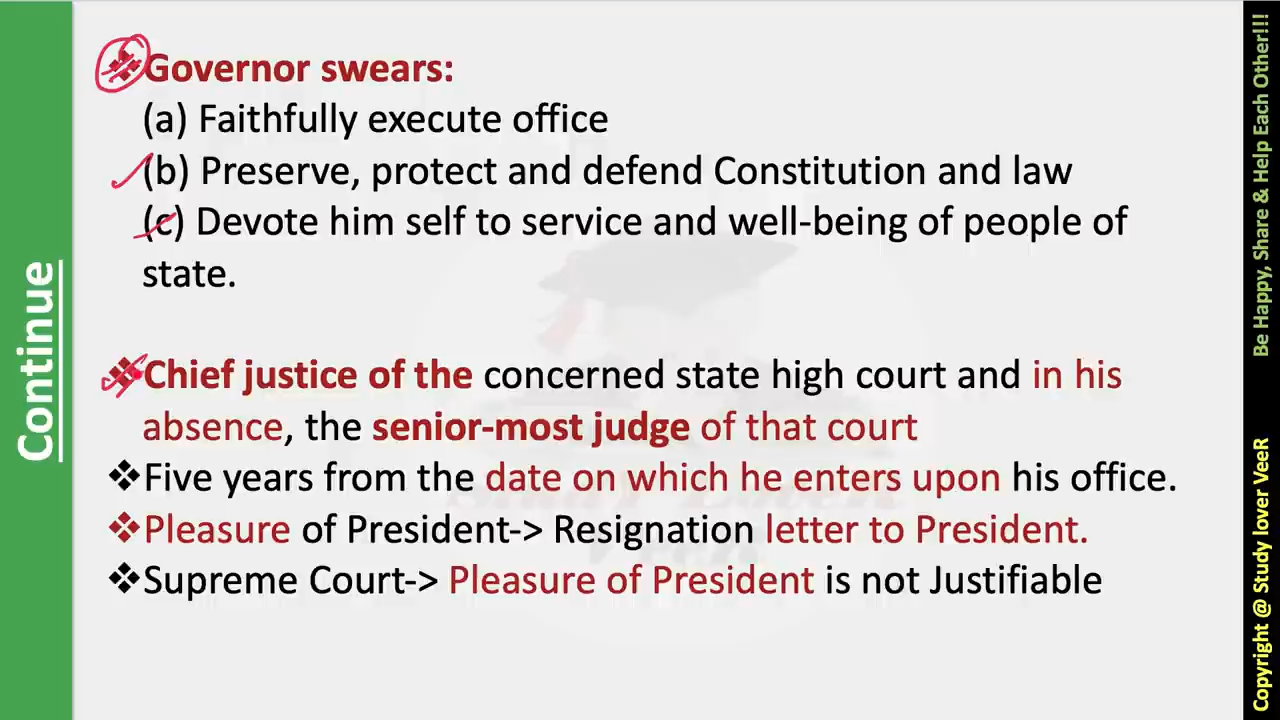 Continue
❖Governor swears:
(a) Faithfully execute office
(b) Preserve, protect and defend Constitution and law
(c) Devote him self to service and well-being of people of
state.
❖Chief justice of the concerned state high court and in his
absence, the senior-most judge of that court
❖Five years from the date on which he enters upon his office.
❖Pleasure of President-> Resignation letter to President.
❖Supreme Court-> Pleasure of President is not Justifiable
Be Happy, Share & Help Each Other!!!
Copyright @ Study lover VeeR